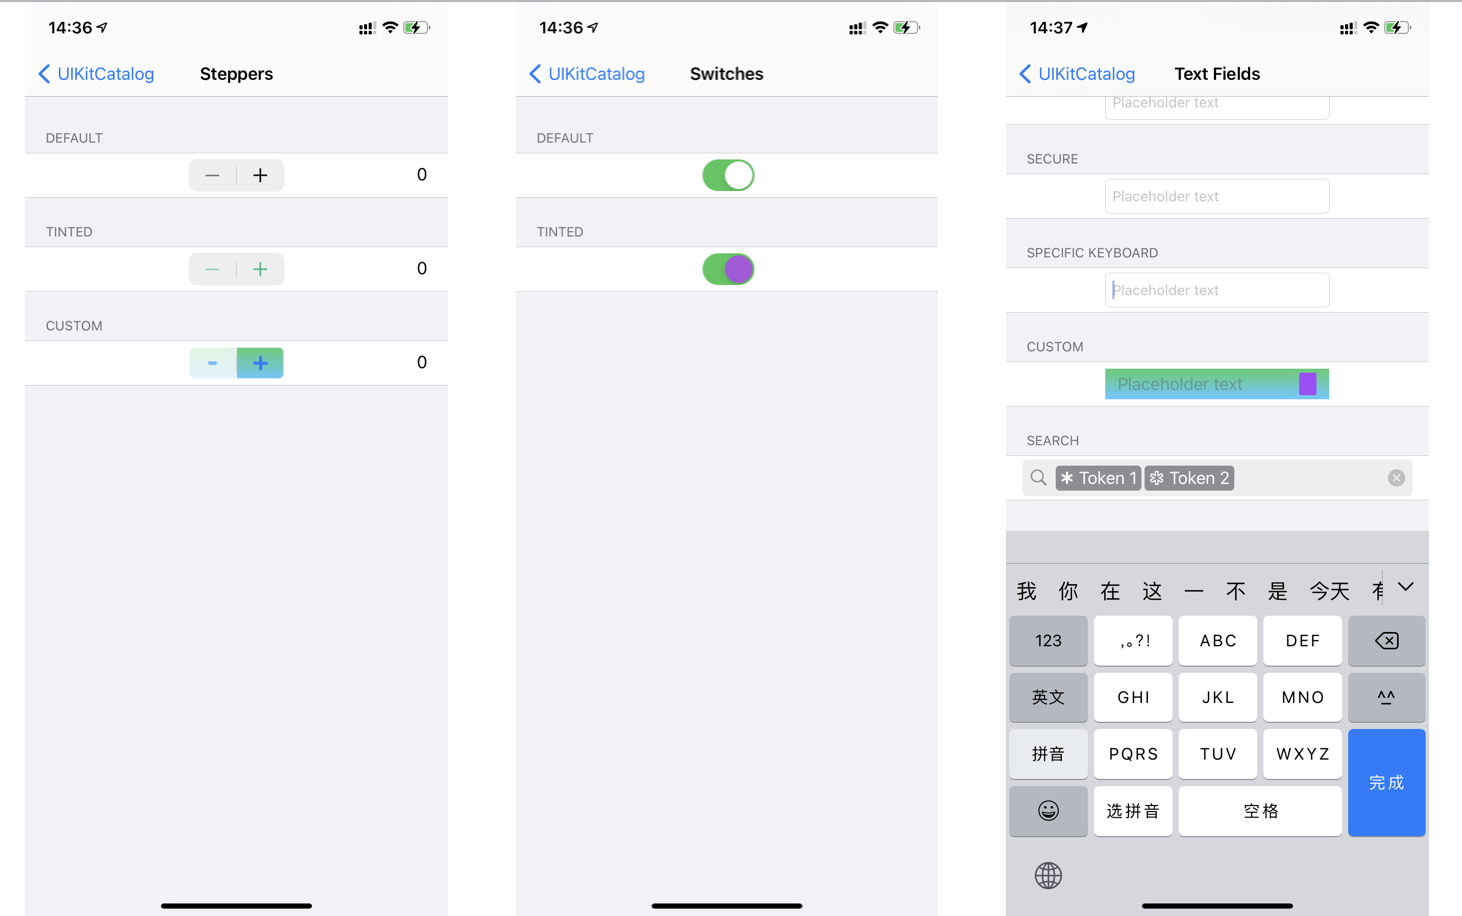 14:36
UIKitCatalog Steppers
DEFAULT
0
TINTED
0
CUSTOM
0
14:36
UIKitCatalog Switches
DEFAULT
TINTED
14:37
UIKitCatalog Text Fields
Placeholder text
SECURE
Placeholder text
SPECIFIC KEYBOARD
Placeholder text
CUSTOM
Placeholder text
SEARCH
Token 1 Token 2
我 你 在 这 一 不 是 今天
123 ,。?! ABC DEF
英文 GHI JKL MNO ^^
拼音 PQRS TUV WXYZ 完成
选拼音 空格